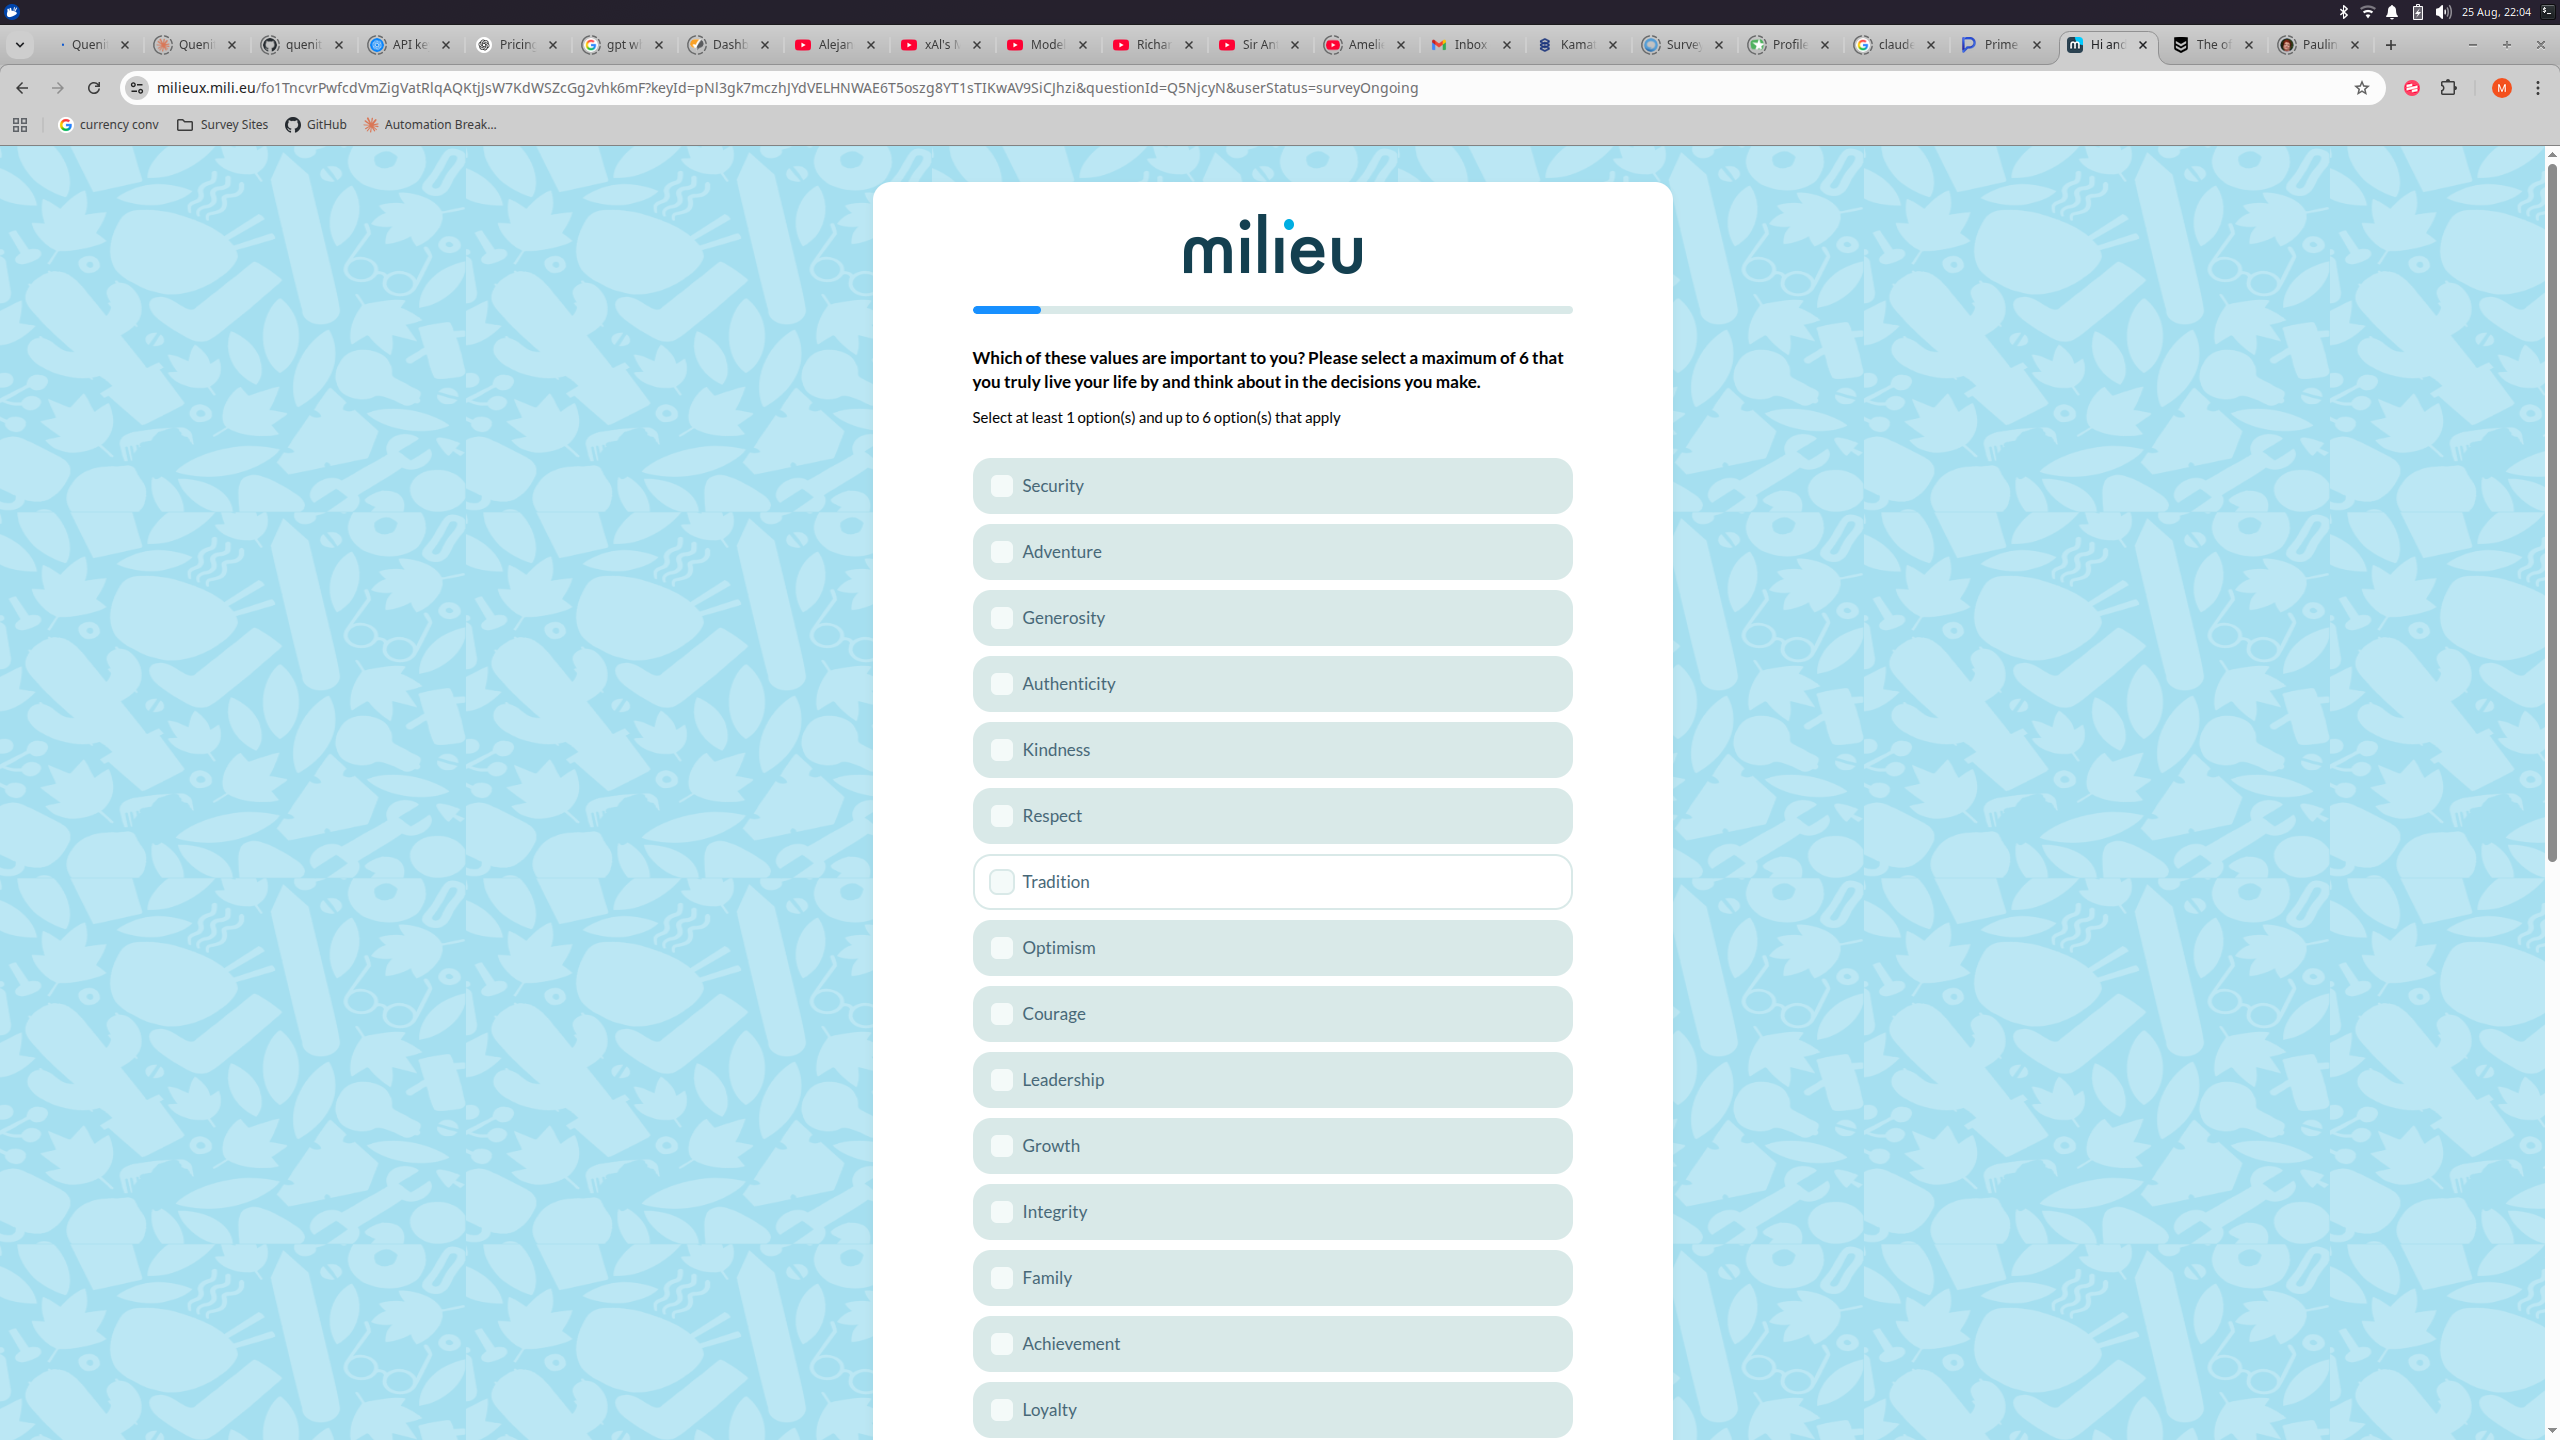 25 Aug, 22:04
Queni
Queni
quenit
API ke
Pricing
gpt wl
Dashb
Alejan
xAI's M
Model
Richar
Sir Ant
Ameli
Inbox
Kamat
Survey
Profile
claude
Prime
Hi and
The of
Paulin
milieux.mili.eu/fo1TncvrPwfcdVmZigVatRlqAQKtjJsW7KdWSZcGg2vhk6mF?keyId=pNl3gk7mczhJYdVELHNWAE6T5oszg8YT1sTIKwAV9SiCJhzi&questionId=Q5NjcyN&userStatus=surveyOngoing
M
currency conv
Survey Sites
GitHub
Automation Break...
milieu
Which of these values are important to you? Please select a maximum of 6 that
you truly live your life by and think about in the decisions you make.
Select at least 1 option(s) and up to 6 option(s) that apply
Security
Adventure
Generosity
Authenticity
Kindness
Respect
Tradition
Optimism
Courage
Leadership
Growth
Integrity
Family
Achievement
Loyalty